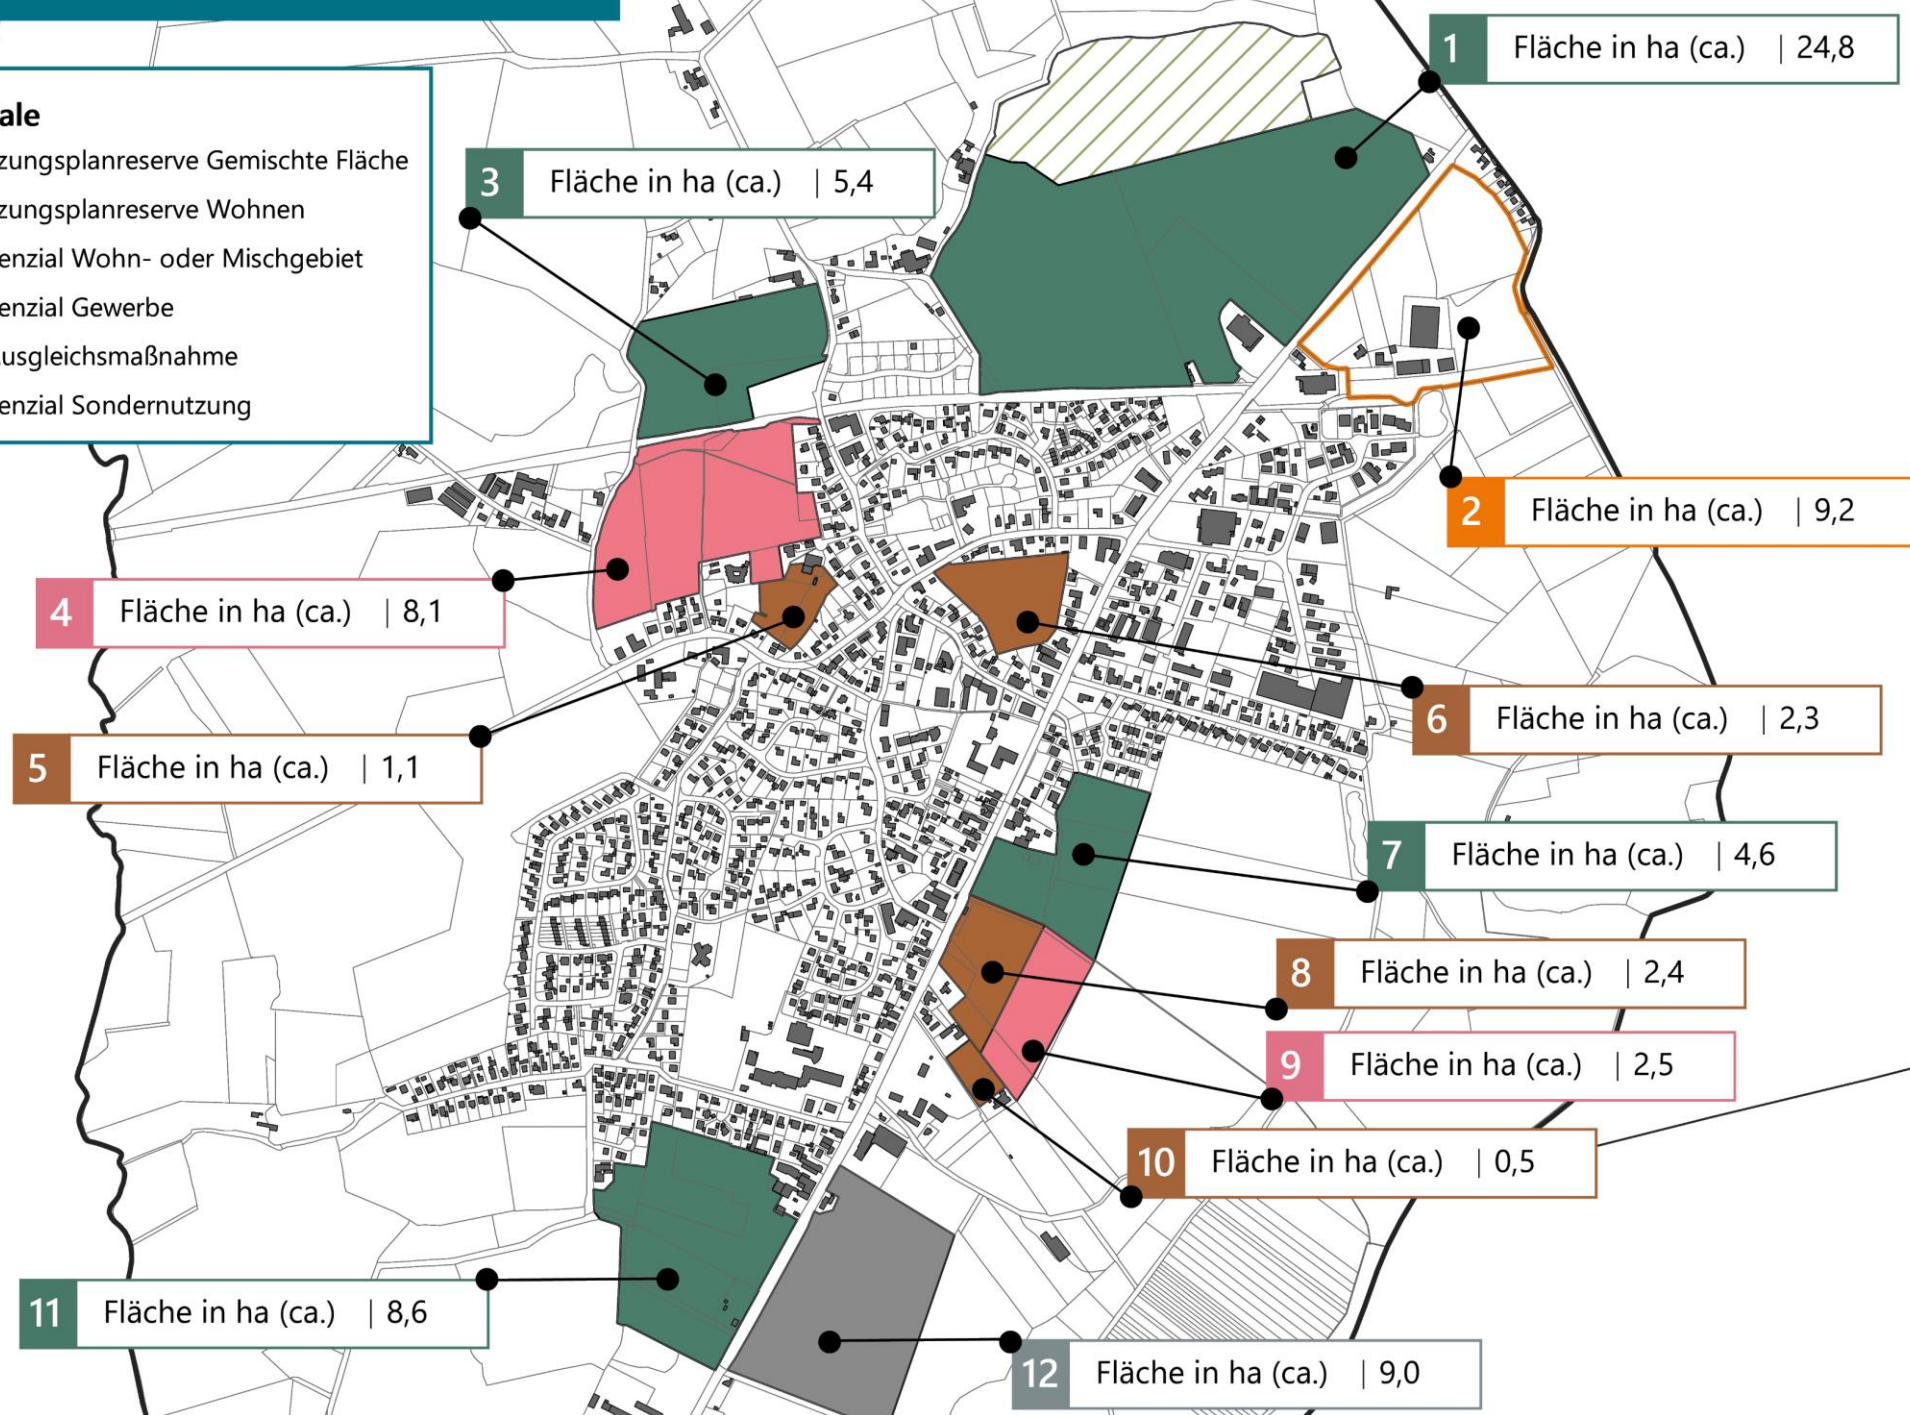 ale
zungsplanreserve Gemischte Fläche
zungsplanreserve Wohnen
enzial Wohn- oder Mischgebiet
enzial Gewerbe
usgleichsmaßnahme
enzial Sondernutzung
1 Fläche in ha (ca.) | 24,8
3 Fläche in ha (ca.) | 5,4
2 Fläche in ha (ca.) | 9,2
4 Fläche in ha (ca.) | 8,1
6 Fläche in ha (ca.) | 2,3
5 Fläche in ha (ca.) | 1,1
7 Fläche in ha (ca.) | 4,6
8 Fläche in ha (ca.) | 2,4
9 Fläche in ha (ca.) | 2,5
10 Fläche in ha (ca.) | 0,5
11 Fläche in ha (ca.) | 8,6
12 Fläche in ha (ca.) | 9,0